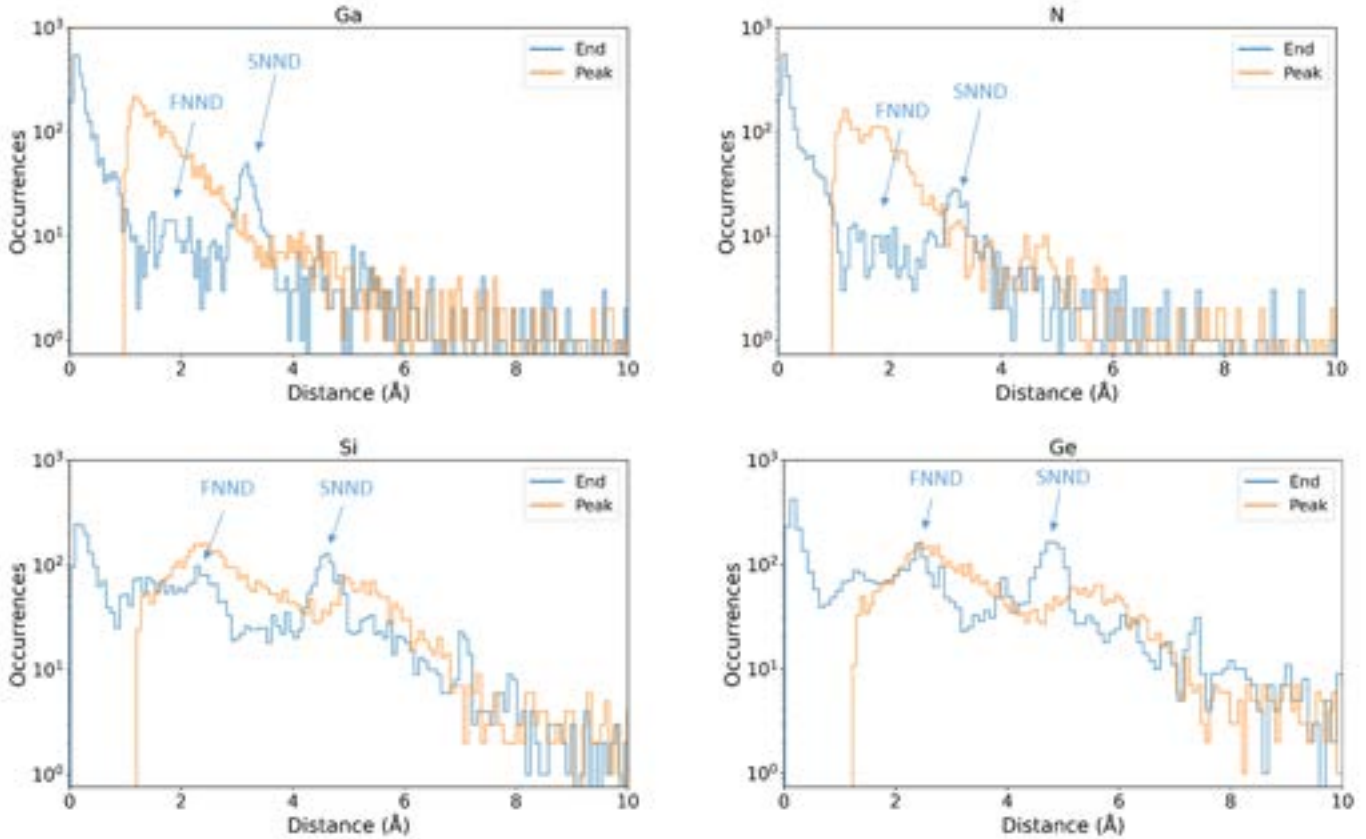 Ga
10³
End
Peak
SNND
FNND
10²
Occurrences
10¹
10⁰
0 2 4 6 8 10
Distance (Å)
N
10³
End
Peak
SNND
FNND
10²
Occurrences
10¹
10⁰
0 2 4 6 8 10
Distance (Å)
Si
10³
End
Peak
FNND SNND
10²
Occurrences
10¹
10⁰
0 2 4 6 8 10
Distance (Å)
Ge
10³
End
Peak
FNND SNND
10²
Occurrences
10¹
10⁰
0 2 4 6 8 10
Distance (Å)